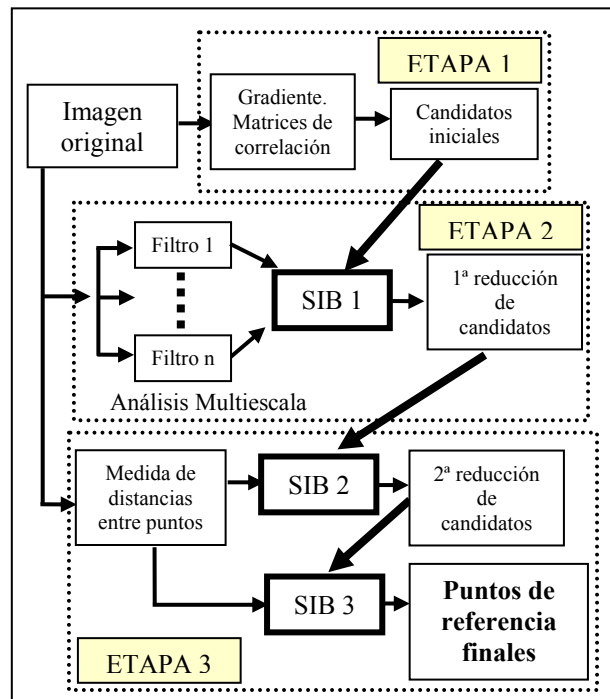 ETAPA 1
Imagen
original
Gradiente.
Matrices de
correlación
Candidatos
iniciales
ETAPA 2
Filtro 1
Filtro n
SIB 1
1ª reducción
de
candidatos
Análisis Multiescala
Medida de
distancias
entre puntos
SIB 2
2ª reducción
de
candidatos
SIB 3
Puntos de
referencia
finales
ETAPA 3